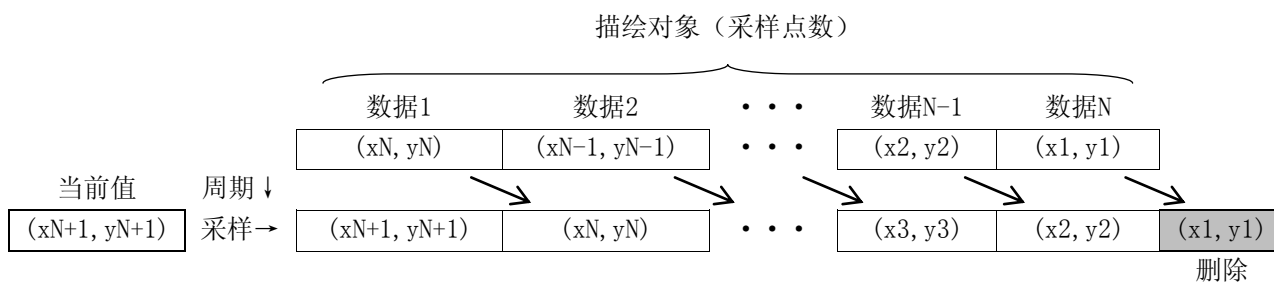 描绘对象（采样点数）
数据1 数据2 ・・・ 数据N-1 数据N
(xN,yN) (xN-1,yN-1) ・・・ (x2,y2) (x1,y1)
当前值 周期↓
(xN+1,yN+1) 采样→ (xN+1,yN+1) (xN,yN) ・・・ (x3,y3) (x2,y2) (x1,y1)
删除